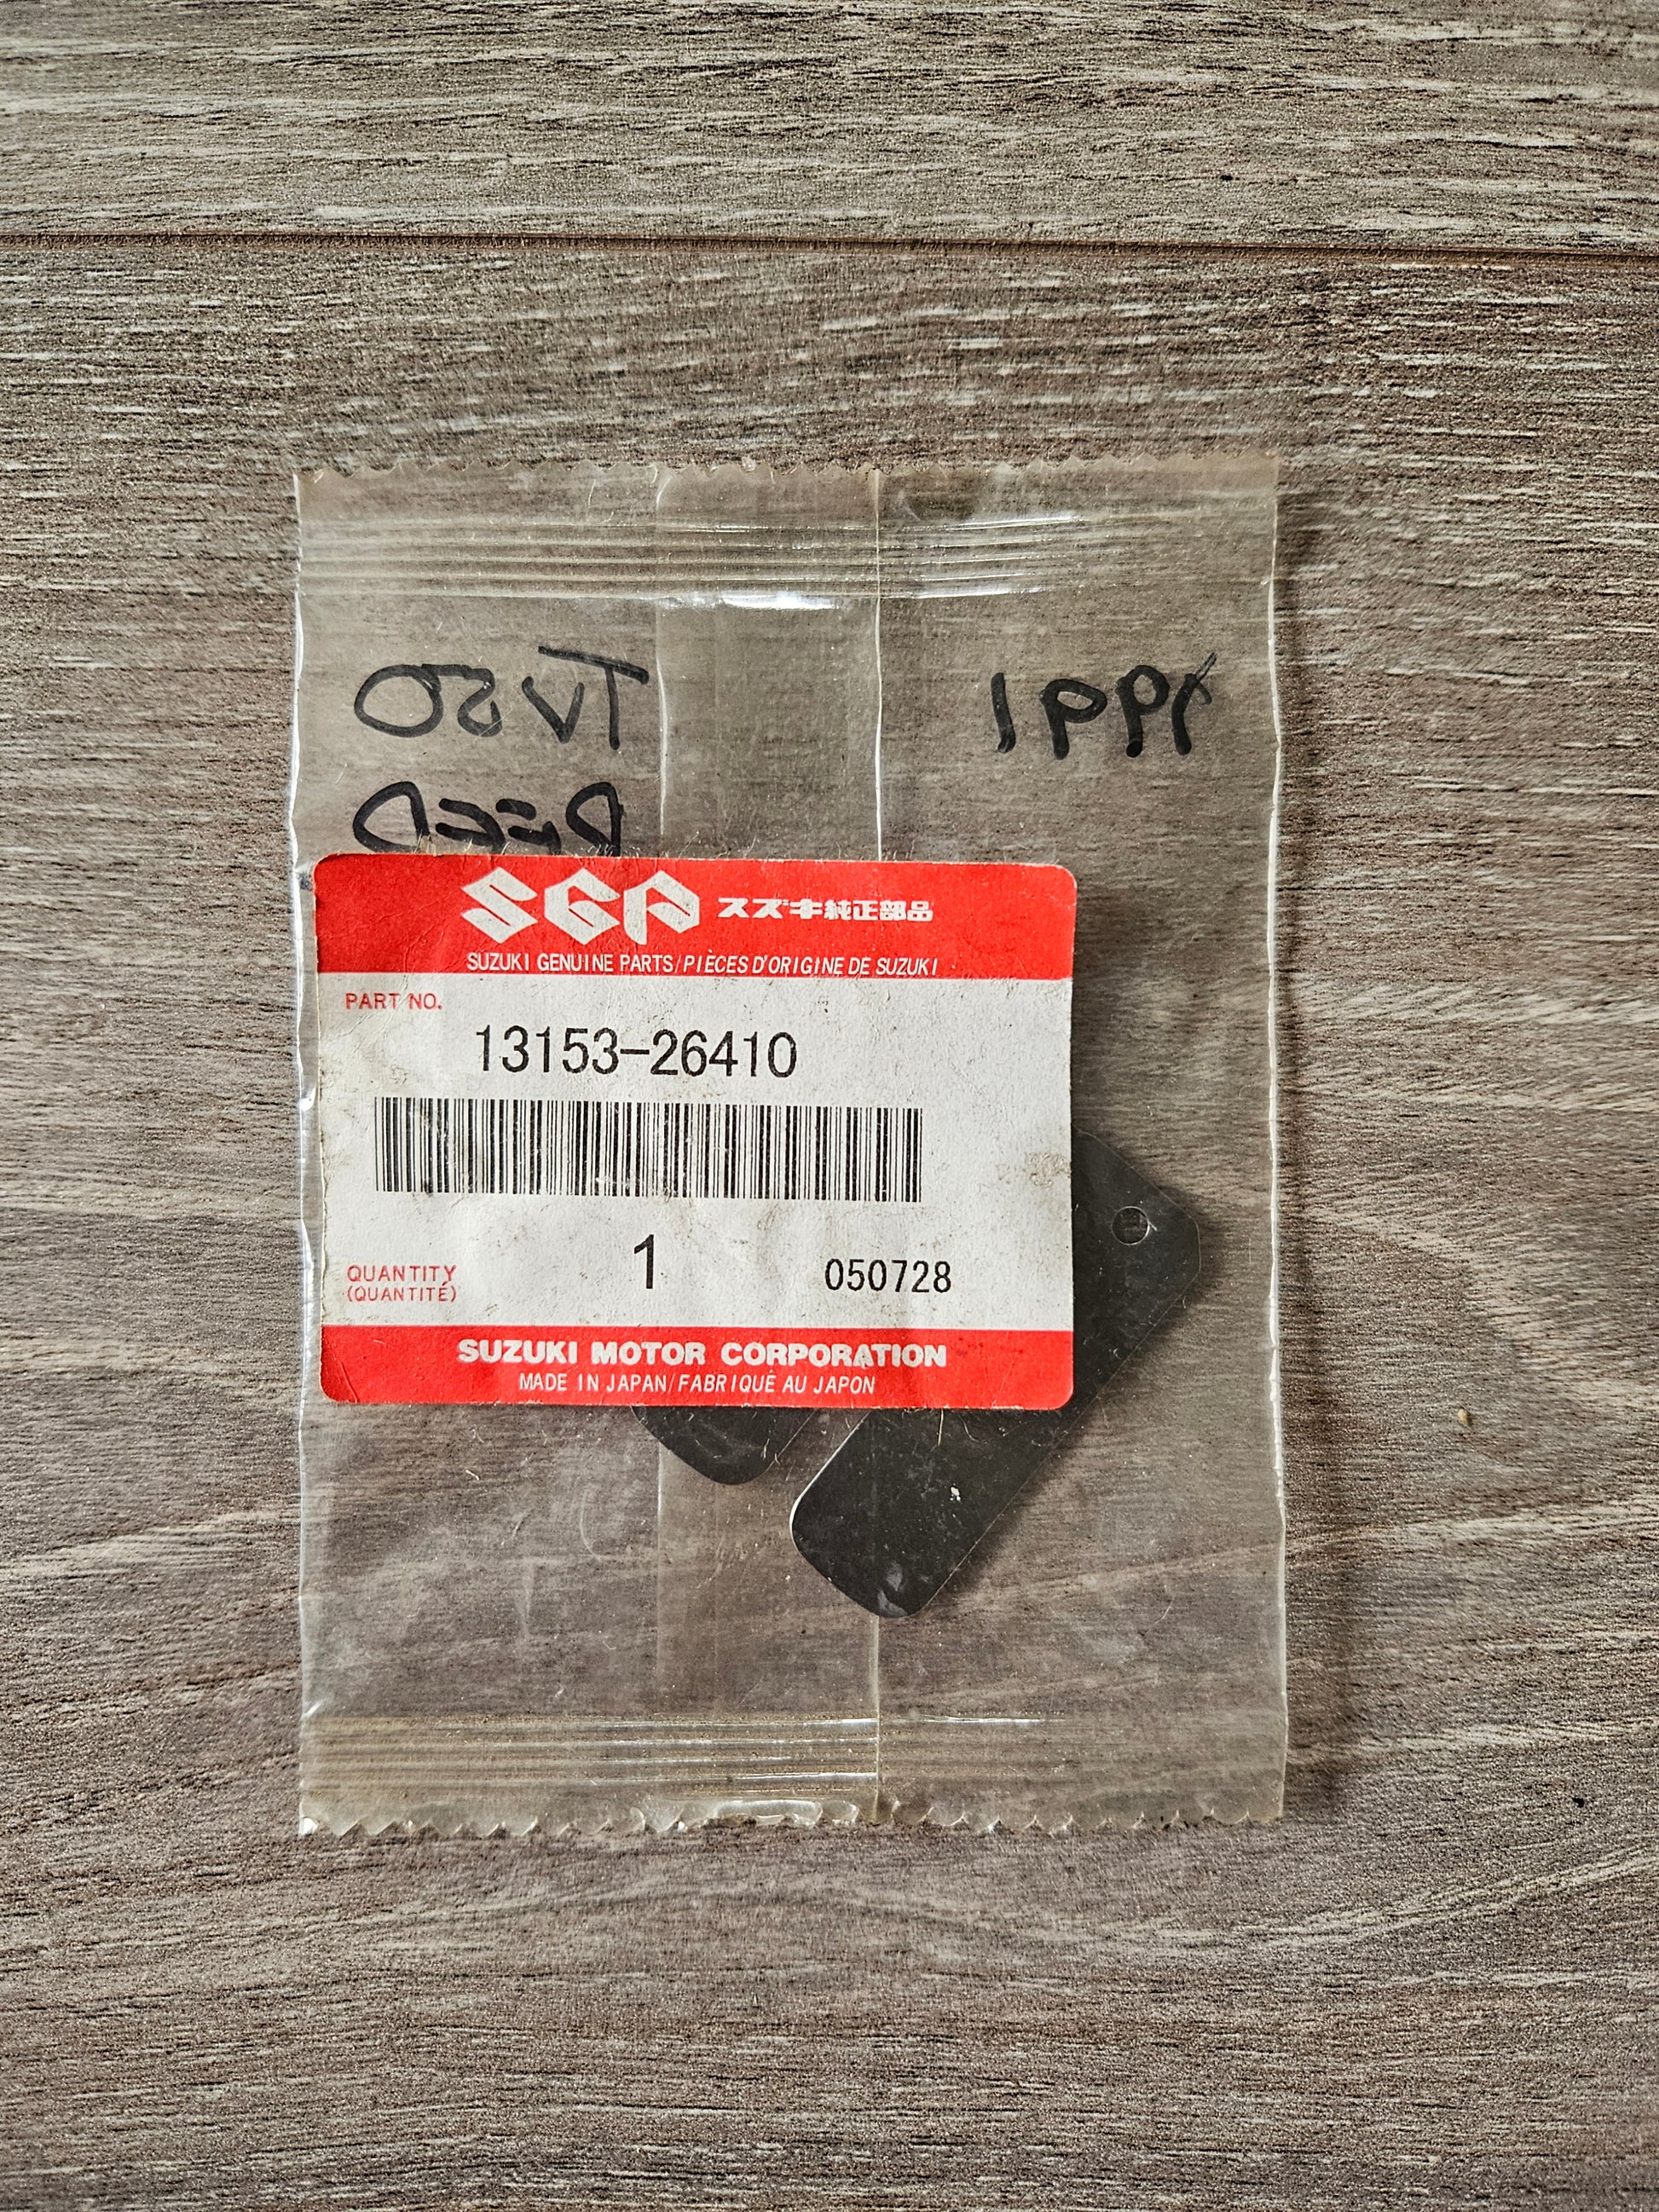 1991 TV50
REED
SGP スズキ純正部品
SUZUKI GENUINE PARTS/PIÈCES D'ORIGINE DE SUZUKI
PART NO.
13153-26410
QUANTITY 1 050728
(QUANTITÉ)
SUZUKI MOTOR CORPORATION
MADE IN JAPAN/FABRIQUÉ AU JAPON